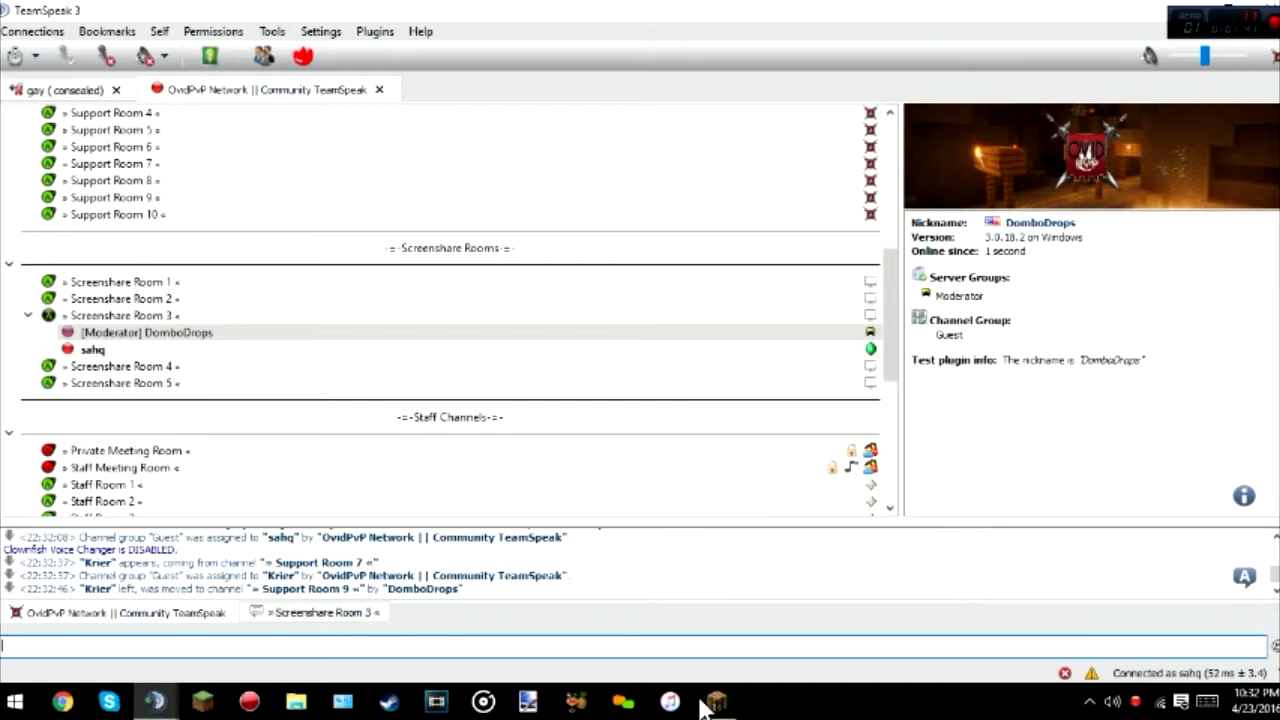 TeamSpeak 3
Connections Bookmarks Self Permissions Tools Settings Plugins Help
gay ( consealed) OvidPvP Network || Community TeamSpeak
» Support Room 4 «
» Support Room 5 «
» Support Room 6 «
» Support Room 7 «
» Support Room 8 «
» Support Room 9 «
» Support Room 10 «
-=-Screenshare Rooms-=-
» Screenshare Room 1 «
» Screenshare Room 2 «
» Screenshare Room 3 «
[Moderator] DomboDrops
sahq
» Screenshare Room 4 «
» Screenshare Room 5 «
-=-Staff Channels-=-
» Private Meeting Room «
» Staff Meeting Room «
» Staff Room 1 «
» Staff Room 2 «
OVID
Nickname: DomboDrops
Version: 3.0.18.2 on Windows
Online since: 1 second
Server Groups:
Moderator
Channel Group:
Guest
Test plugin info: The nickname is "DomboDrops"
<22:32:08> Channel group "Guest" was assigned to "sahq" by "OvidPvP Network || Community TeamSpeak"
Clownfish Voice Changer is DISABLED.
<22:32:37> "Krier" appears, coming from channel "» Support Room 7 «"
<22:32:37> Channel group "Guest" was assigned to "Krier" by "OvidPvP Network || Community TeamSpeak".
<22:32:46> "Krier" left, was moved to channel "» Support Room 9 «" by "DomboDrops"
OvidPvP Network || Community TeamSpeak » Screenshare Room 3 «
Connected as sahq (52 ms ± 3.4)
10:32 PM
4/23/2016